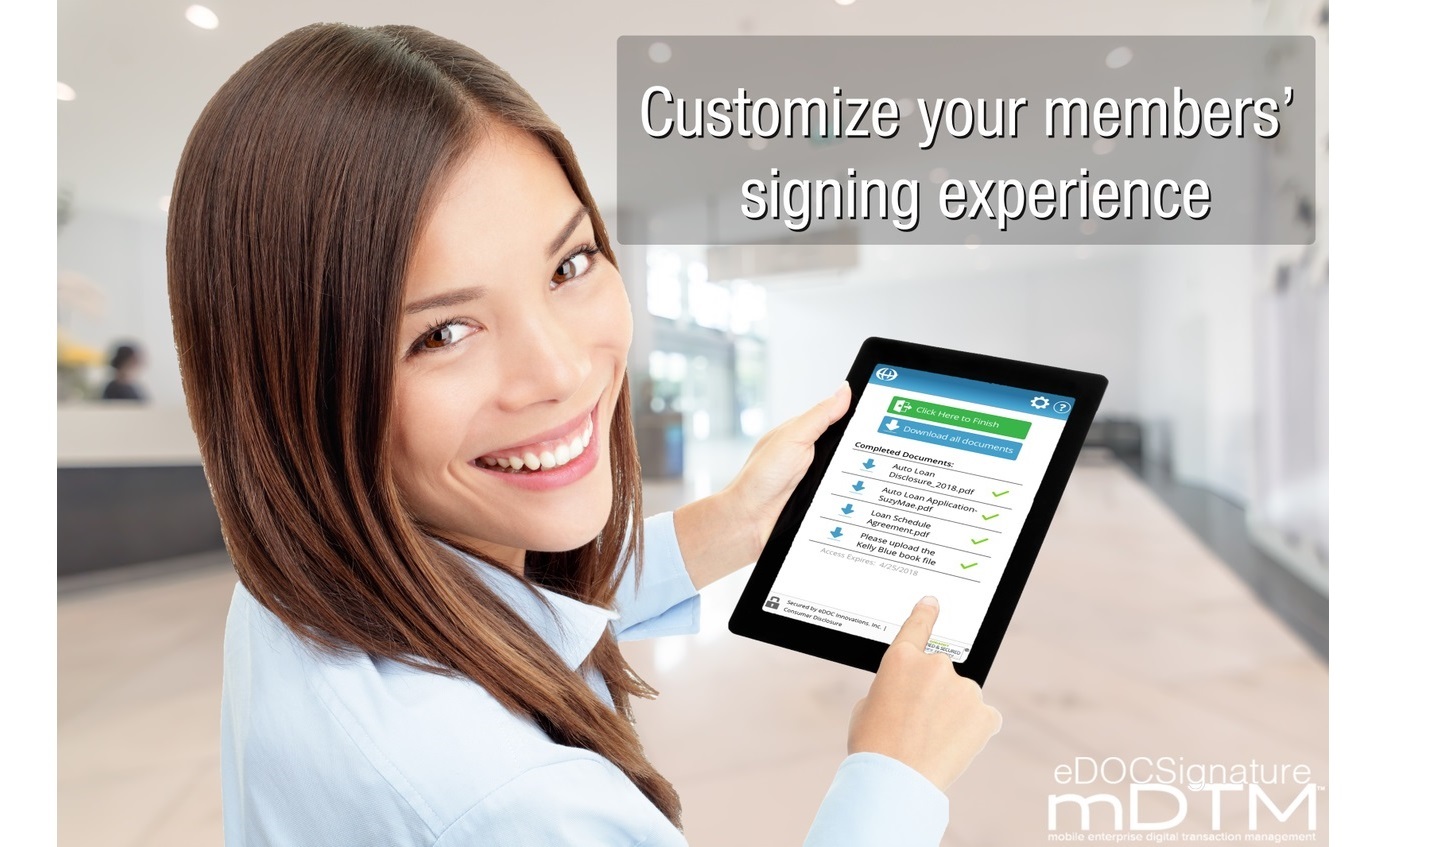 Customize your members’
signing experience
Click Here to Finish
Download all documents
Completed Documents:
Auto Loan
Disclosure_2018.pdf
Auto Loan Application-
SuzyMae.pdf
Loan Schedule
Agreement.pdf
Please upload the
Kelly Blue book file
Access Expires: 4/25/2018
Secured by eDOC Innovations, Inc. |
Consumer Disclosure
& SECURED
eDOCSignature
mDTM™
mobile enterprise digital transaction management